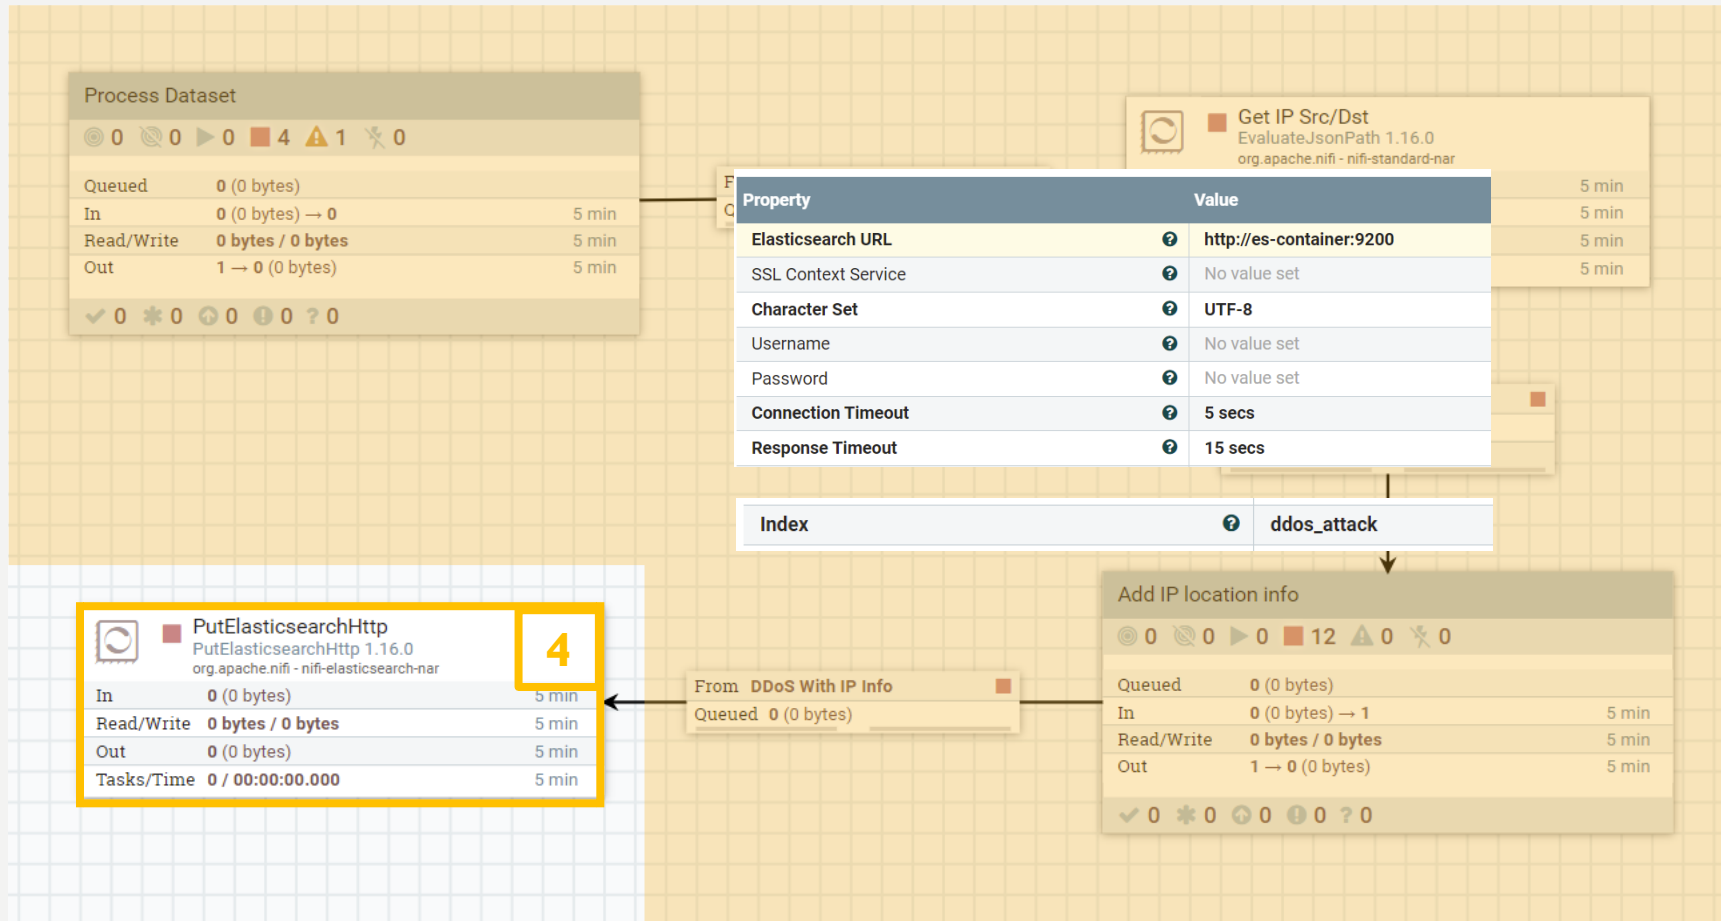 Process Dataset
0 0 0 4 1 0
Queued 0 (0 bytes)
In 0 (0 bytes) → 0 5 min
Read/Write 0 bytes / 0 bytes 5 min
Out 1 → 0 (0 bytes) 5 min
0 0 0 0 ? 0
Get IP Src/Dst
EvaluateJsonPath 1.16.0
org.apache.nifi - nifi-standard-nar
5 min
5 min
5 min
5 min
Property Value
Elasticsearch URL ? http://es-container:9200
SSL Context Service ? No value set
Character Set ? UTF-8
Username ? No value set
Password ? No value set
Connection Timeout ? 5 secs
Response Timeout ? 15 secs
Index ? ddos_attack
PutElasticsearchHttp
PutElasticsearchHttp 1.16.0
org.apache.nifi - nifi-elasticsearch-nar
4
In 0 (0 bytes) 5 min
Read/Write 0 bytes / 0 bytes 5 min
Out 0 (0 bytes) 5 min
Tasks/Time 0 / 00:00:00.000 5 min
From DDoS With IP Info
Queued 0 (0 bytes)
Add IP location info
0 0 0 12 0 0
Queued 0 (0 bytes)
In 0 (0 bytes) → 1 5 min
Read/Write 0 bytes / 0 bytes 5 min
Out 1 → 0 (0 bytes) 5 min
0 0 0 0 ? 0